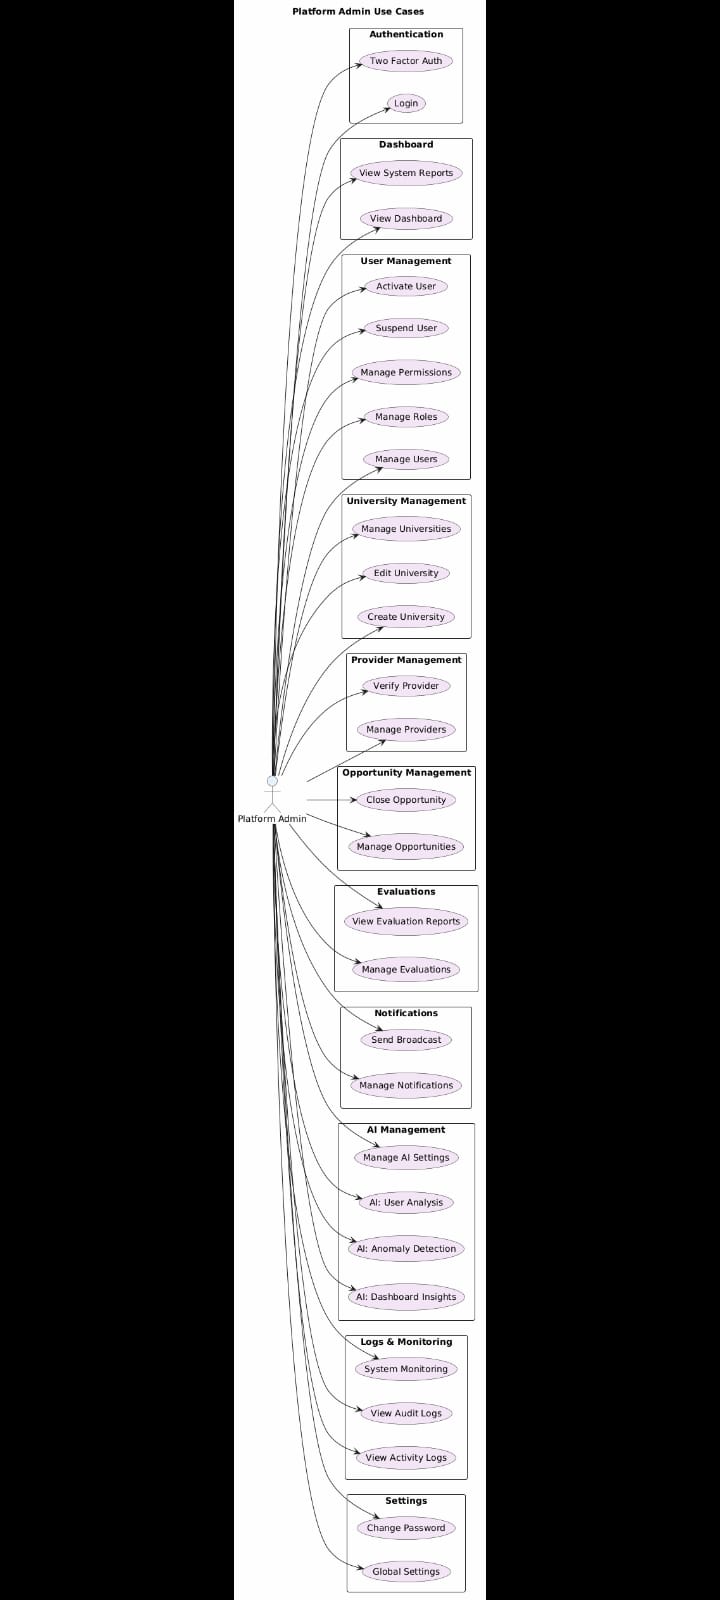 Platform Admin Use Cases
Authentication
Two Factor Auth
Login
Dashboard
View System Reports
View Dashboard
User Management
Activate User
Suspend User
Manage Permissions
Manage Roles
Manage Users
University Management
Manage Universities
Edit University
Create University
Provider Management
Verify Provider
Manage Providers
Opportunity Management
Close Opportunity
Platform Admin
Manage Opportunities
Evaluations
View Evaluation Reports
Manage Evaluations
Notifications
Send Broadcast
Manage Notifications
AI Management
Manage AI Settings
AI: User Analysis
AI: Anomaly Detection
AI: Dashboard Insights
Logs & Monitoring
System Monitoring
View Audit Logs
View Activity Logs
Settings
Change Password
Global Settings